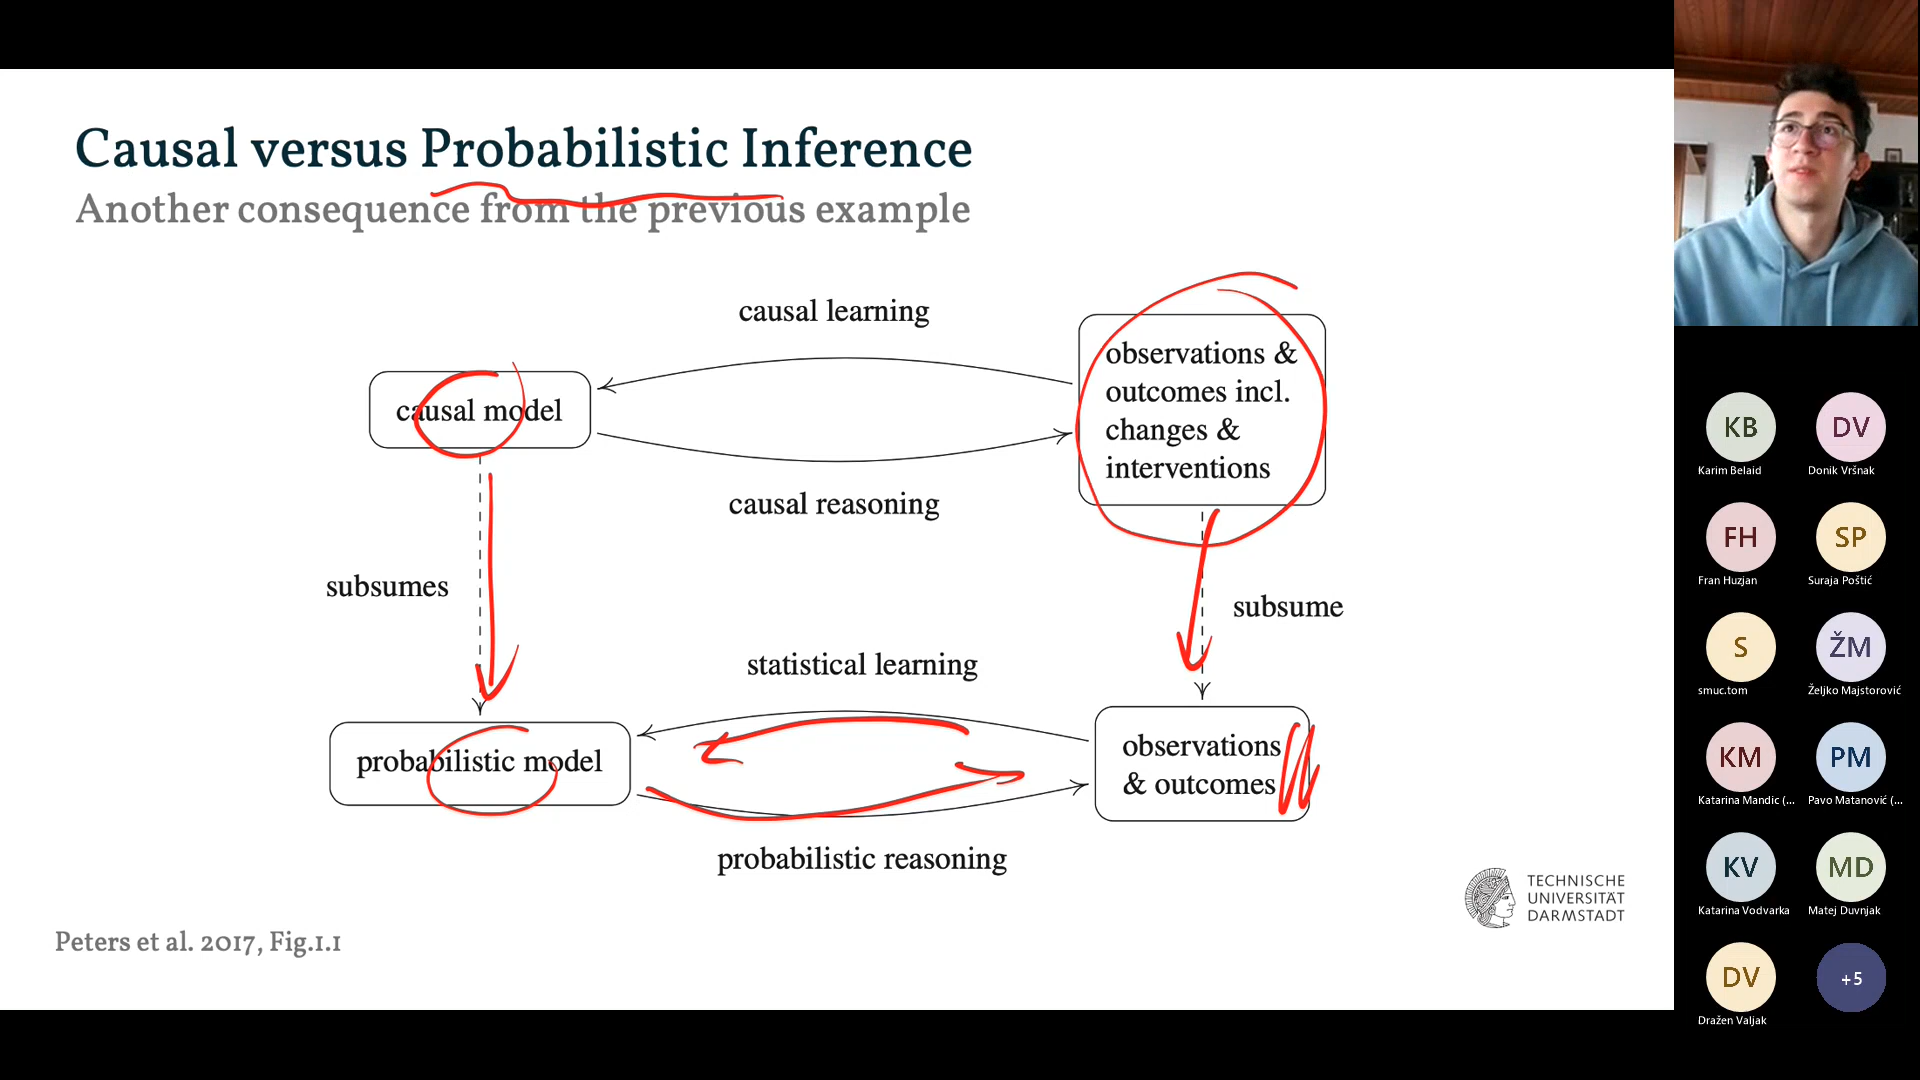 Causal versus Probabilistic Inference
Another consequence from the previous example
causal learning
causal model
observations &
outcomes incl.
changes &
interventions
causal reasoning
subsumes
subsume
statistical learning
probabilistic model
observations
& outcomes
probabilistic reasoning
TECHNISCHE
UNIVERSITÄT
DARMSTADT
Peters et al. 2017, Fig.1.1
KB
DV
Karim Belaid
Donik Vršnak
FH
SP
Fran Huzjan
Suraja Poštić
S
ŽM
smuc.tom
Željko Majstorović
KM
PM
Katarina Mandic (...
Pavo Matanović (...
KV
MD
Katarina Vodvarka
Matej Duvnjak
DV
+5
Dražen Valjak